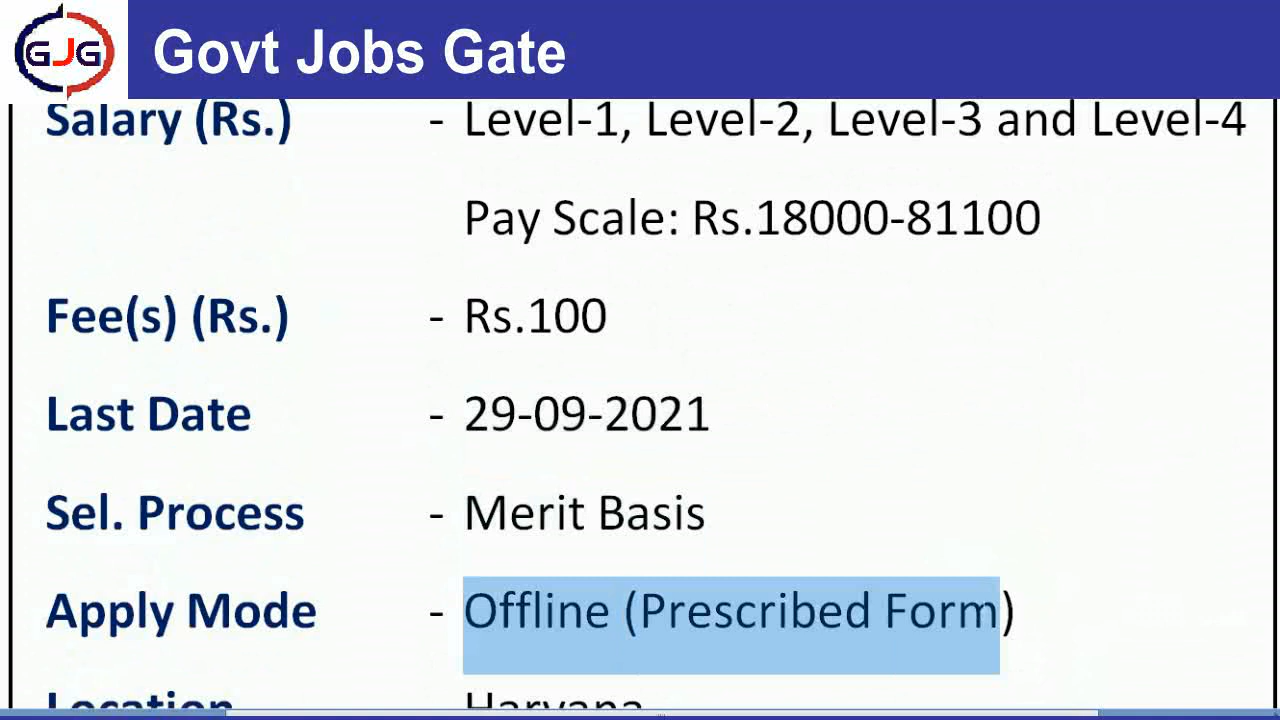 GJG
Govt Jobs Gate
Salary (Rs.) - Level-1, Level-2, Level-3 and Level-4
Pay Scale: Rs.18000-81100
Fee(s) (Rs.) - Rs.100
Last Date - 29-09-2021
Sel. Process - Merit Basis
Apply Mode - Offline (Prescribed Form)
Location Haryana